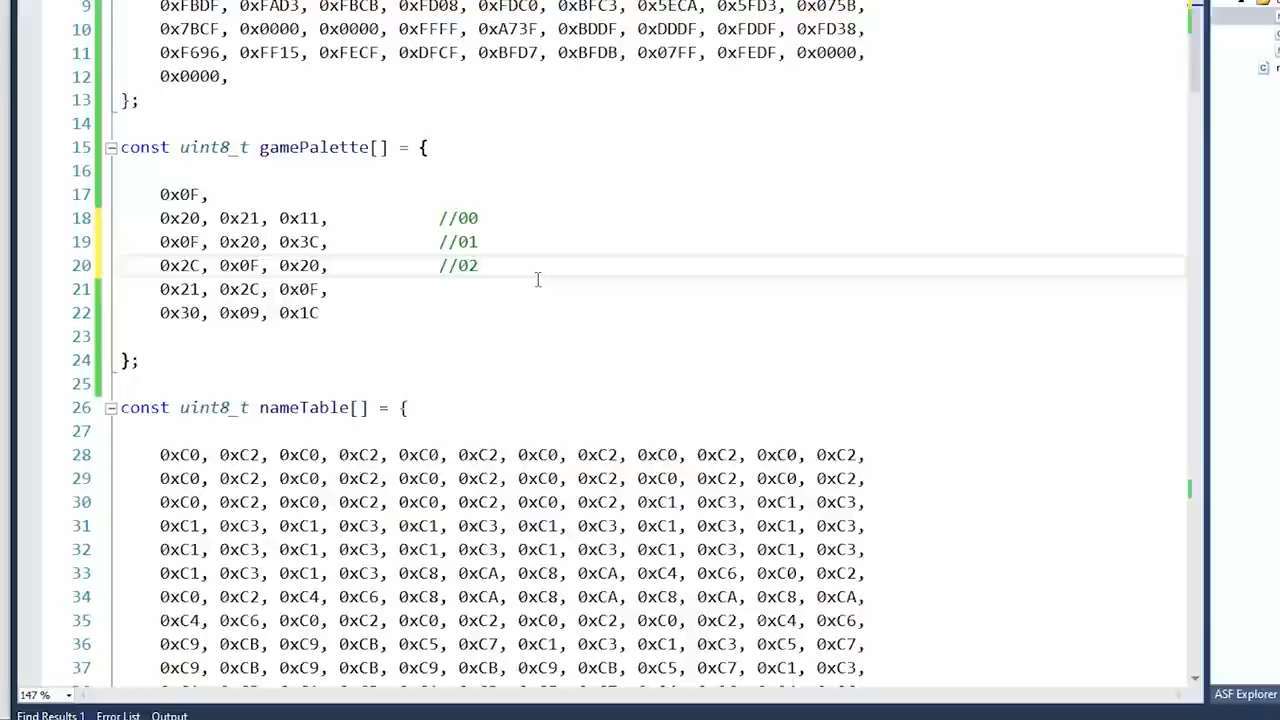 9 0xFBDF, 0xFAD3, 0xFBCB, 0xFD08, 0xFDC0, 0xBFC3, 0x5ECA, 0x5FD3, 0x075B,
10 0x7BCF, 0x0000, 0x0000, 0xFFFF, 0xA73F, 0xBDDF, 0xDDDF, 0xFDDF, 0xFD38,
11 0xF696, 0xFF15, 0xFECF, 0xDFCF, 0xBFD7, 0xBFDB, 0x07FF, 0xFEDF, 0x0000,
12 0x0000,
13 };
14
15 const uint8_t gamePalette[] = {
16
17 0x0F,
18 0x20, 0x21, 0x11, //00
19 0x0F, 0x20, 0x3C, //01
20 0x2C, 0x0F, 0x20, //02
21 0x21, 0x2C, 0x0F,
22 0x30, 0x09, 0x1C
23
24 };
25
26 const uint8_t nameTable[] = {
27
28 0xC0, 0xC2, 0xC0, 0xC2, 0xC0, 0xC2, 0xC0, 0xC2, 0xC0, 0xC2, 0xC0, 0xC2,
29 0xC0, 0xC2, 0xC0, 0xC2, 0xC0, 0xC2, 0xC0, 0xC2, 0xC0, 0xC2, 0xC0, 0xC2,
30 0xC0, 0xC2, 0xC0, 0xC2, 0xC0, 0xC2, 0xC0, 0xC2, 0xC1, 0xC3, 0xC1, 0xC3,
31 0xC1, 0xC3, 0xC1, 0xC3, 0xC1, 0xC3, 0xC1, 0xC3, 0xC1, 0xC3, 0xC1, 0xC3,
32 0xC1, 0xC3, 0xC1, 0xC3, 0xC1, 0xC3, 0xC1, 0xC3, 0xC1, 0xC3, 0xC1, 0xC3,
33 0xC1, 0xC3, 0xC1, 0xC3, 0xC8, 0xCA, 0xC8, 0xCA, 0xC4, 0xC6, 0xC0, 0xC2,
34 0xC0, 0xC2, 0xC4, 0xC6, 0xC8, 0xCA, 0xC8, 0xCA, 0xC8, 0xCA, 0xC8, 0xCA,
35 0xC4, 0xC6, 0xC0, 0xC2, 0xC0, 0xC2, 0xC0, 0xC2, 0xC0, 0xC2, 0xC4, 0xC6,
36 0xC9, 0xCB, 0xC9, 0xCB, 0xC5, 0xC7, 0xC1, 0xC3, 0xC1, 0xC3, 0xC5, 0xC7,
37 0xC9, 0xCB, 0xC9, 0xCB, 0xC9, 0xCB, 0xC9, 0xCB, 0xC5, 0xC7, 0xC1, 0xC3,
147 %
ASF Explorer
Find Results 1 Error List Output